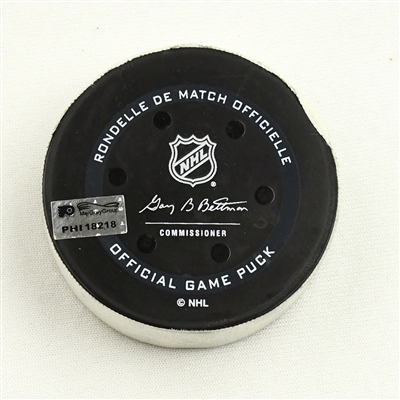 RONDELLE DE MATCH OFFICIELLE
NHL
Gary B Bettman
COMMISSIONER
PHI 18218
OFFICIAL GAME PUCK
© NHL